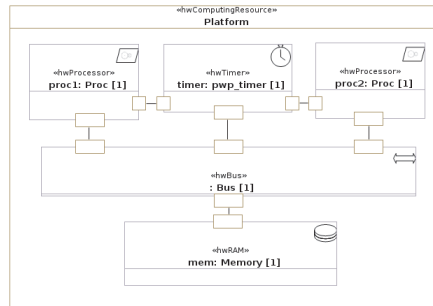 «hwComputingResource»
Platform
«hwProcessor»
proc1: Proc [1]
«hwTimer»
timer: pwp_timer [1]
«hwProcessor»
proc2: Proc [1]
«hwBus»
: Bus [1]
«hwRAM»
mem: Memory [1]